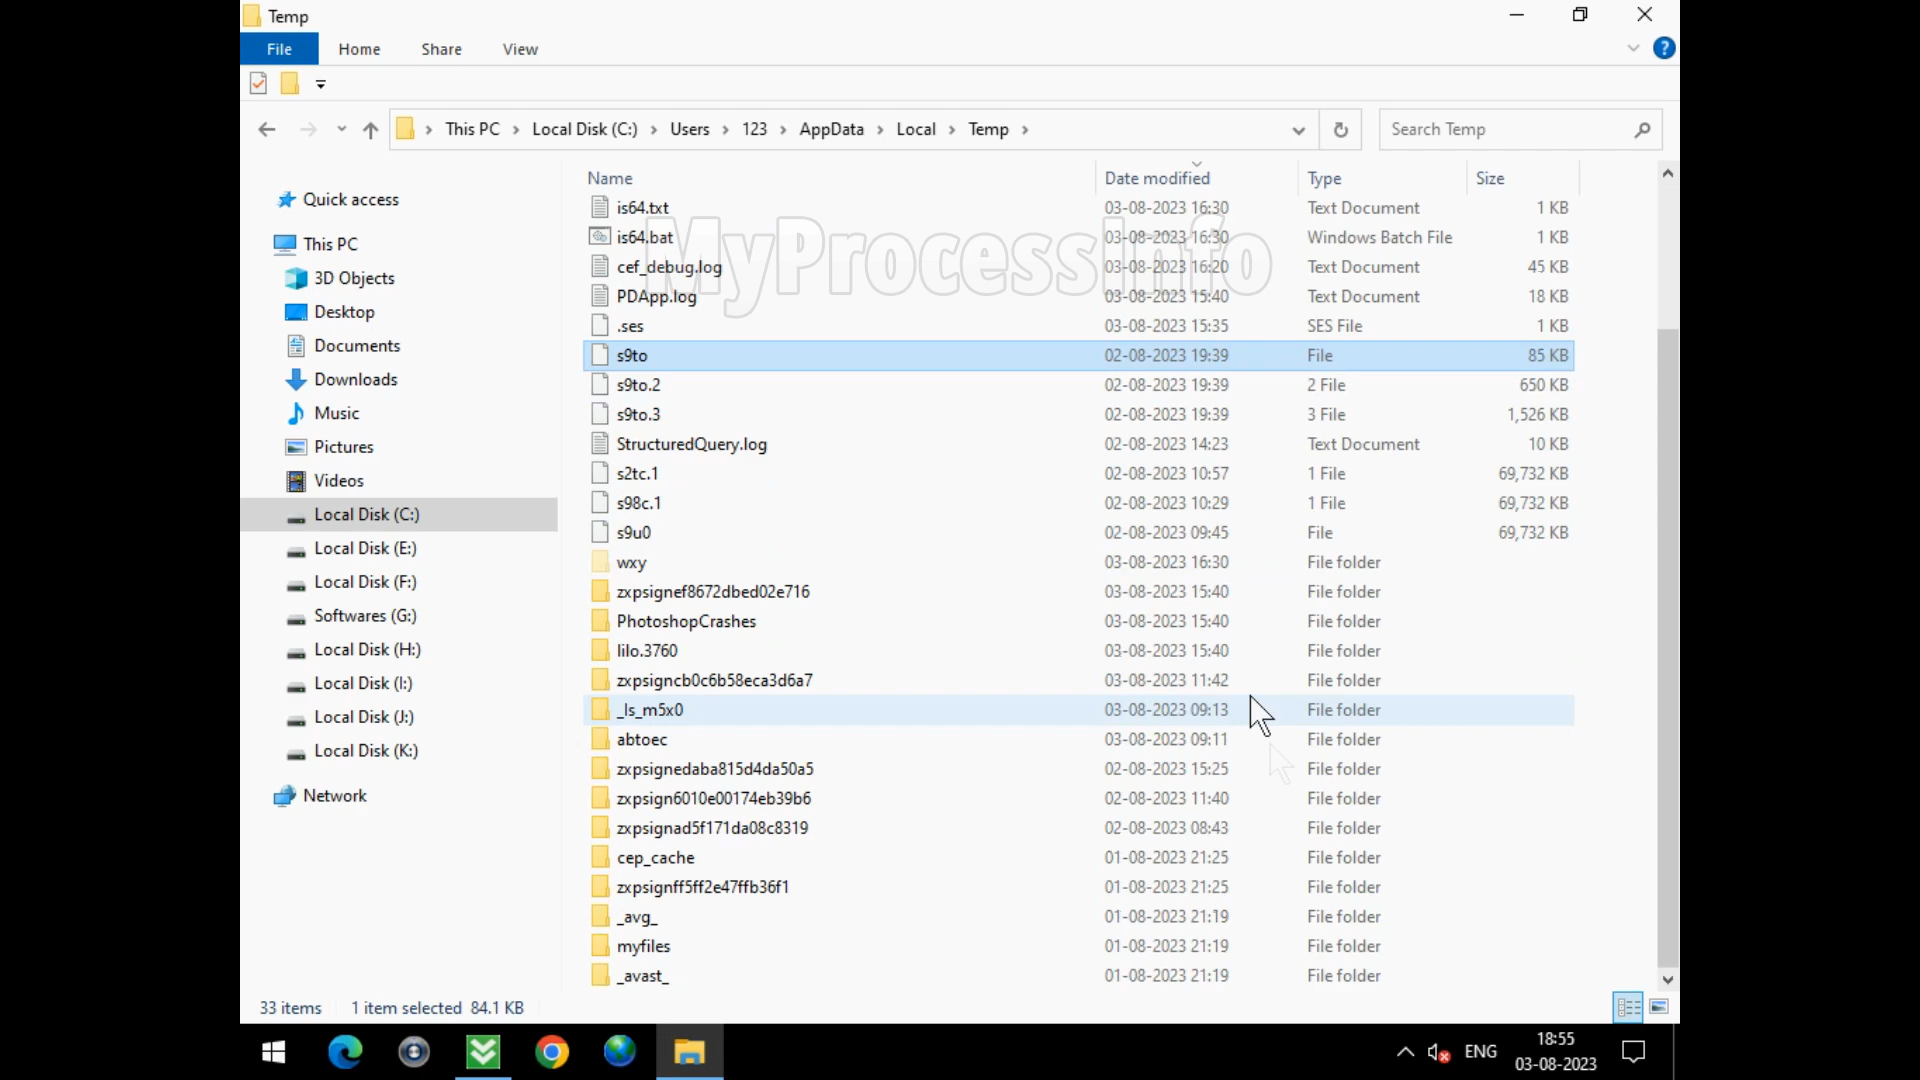 Temp
File Home Share View
This PC Local Disk (C:) Users 123 AppData Local Temp
Search Temp
Name Date modified Type Size
is64.txt 03-08-2023 16:30 Text Document 1 KB
is64.bat 03-08-2023 16:30 Windows Batch File 1 KB
cef_debug.log 03-08-2023 16:20 Text Document 45 KB
PDApp.log 03-08-2023 15:40 Text Document 18 KB
.ses 03-08-2023 15:35 SES File 1 KB
s9to 02-08-2023 19:39 File 85 KB
s9to.2 02-08-2023 19:39 2 File 650 KB
s9to.3 02-08-2023 19:39 3 File 1,526 KB
StructuredQuery.log 02-08-2023 14:23 Text Document 10 KB
s2tc.1 02-08-2023 10:57 1 File 69,732 KB
s98c.1 02-08-2023 10:29 1 File 69,732 KB
s9u0 02-08-2023 09:45 File 69,732 KB
wxy 03-08-2023 16:30 File folder
zxpsignef8672dbed02e716 03-08-2023 15:40 File folder
PhotoshopCrashes 03-08-2023 15:40 File folder
lilo.3760 03-08-2023 15:40 File folder
zxpsigncb0c6b58eca3d6a7 03-08-2023 11:42 File folder
_ls_m5x0 03-08-2023 09:13 File folder
abtoec 03-08-2023 09:11 File folder
zxpsignedaba815d4da50a5 02-08-2023 15:25 File folder
zxpsign6010e00174eb39b6 02-08-2023 11:40 File folder
zxpsignad5f171da08c8319 02-08-2023 08:43 File folder
cep_cache 01-08-2023 21:25 File folder
zxpsignff5ff2e47ffb36f1 01-08-2023 21:25 File folder
_avg_ 01-08-2023 21:19 File folder
myfiles 01-08-2023 21:19 File folder
_avast_ 01-08-2023 21:19 File folder
MyProcessInfo
Quick access
This PC
3D Objects
Desktop
Documents
Downloads
Music
Pictures
Videos
Local Disk (C:)
Local Disk (E:)
Local Disk (F:)
Softwares (G:)
Local Disk (H:)
Local Disk (I:)
Local Disk (J:)
Local Disk (K:)
Network
33 items 1 item selected 84.1 KB
ENG
18:55
03-08-2023